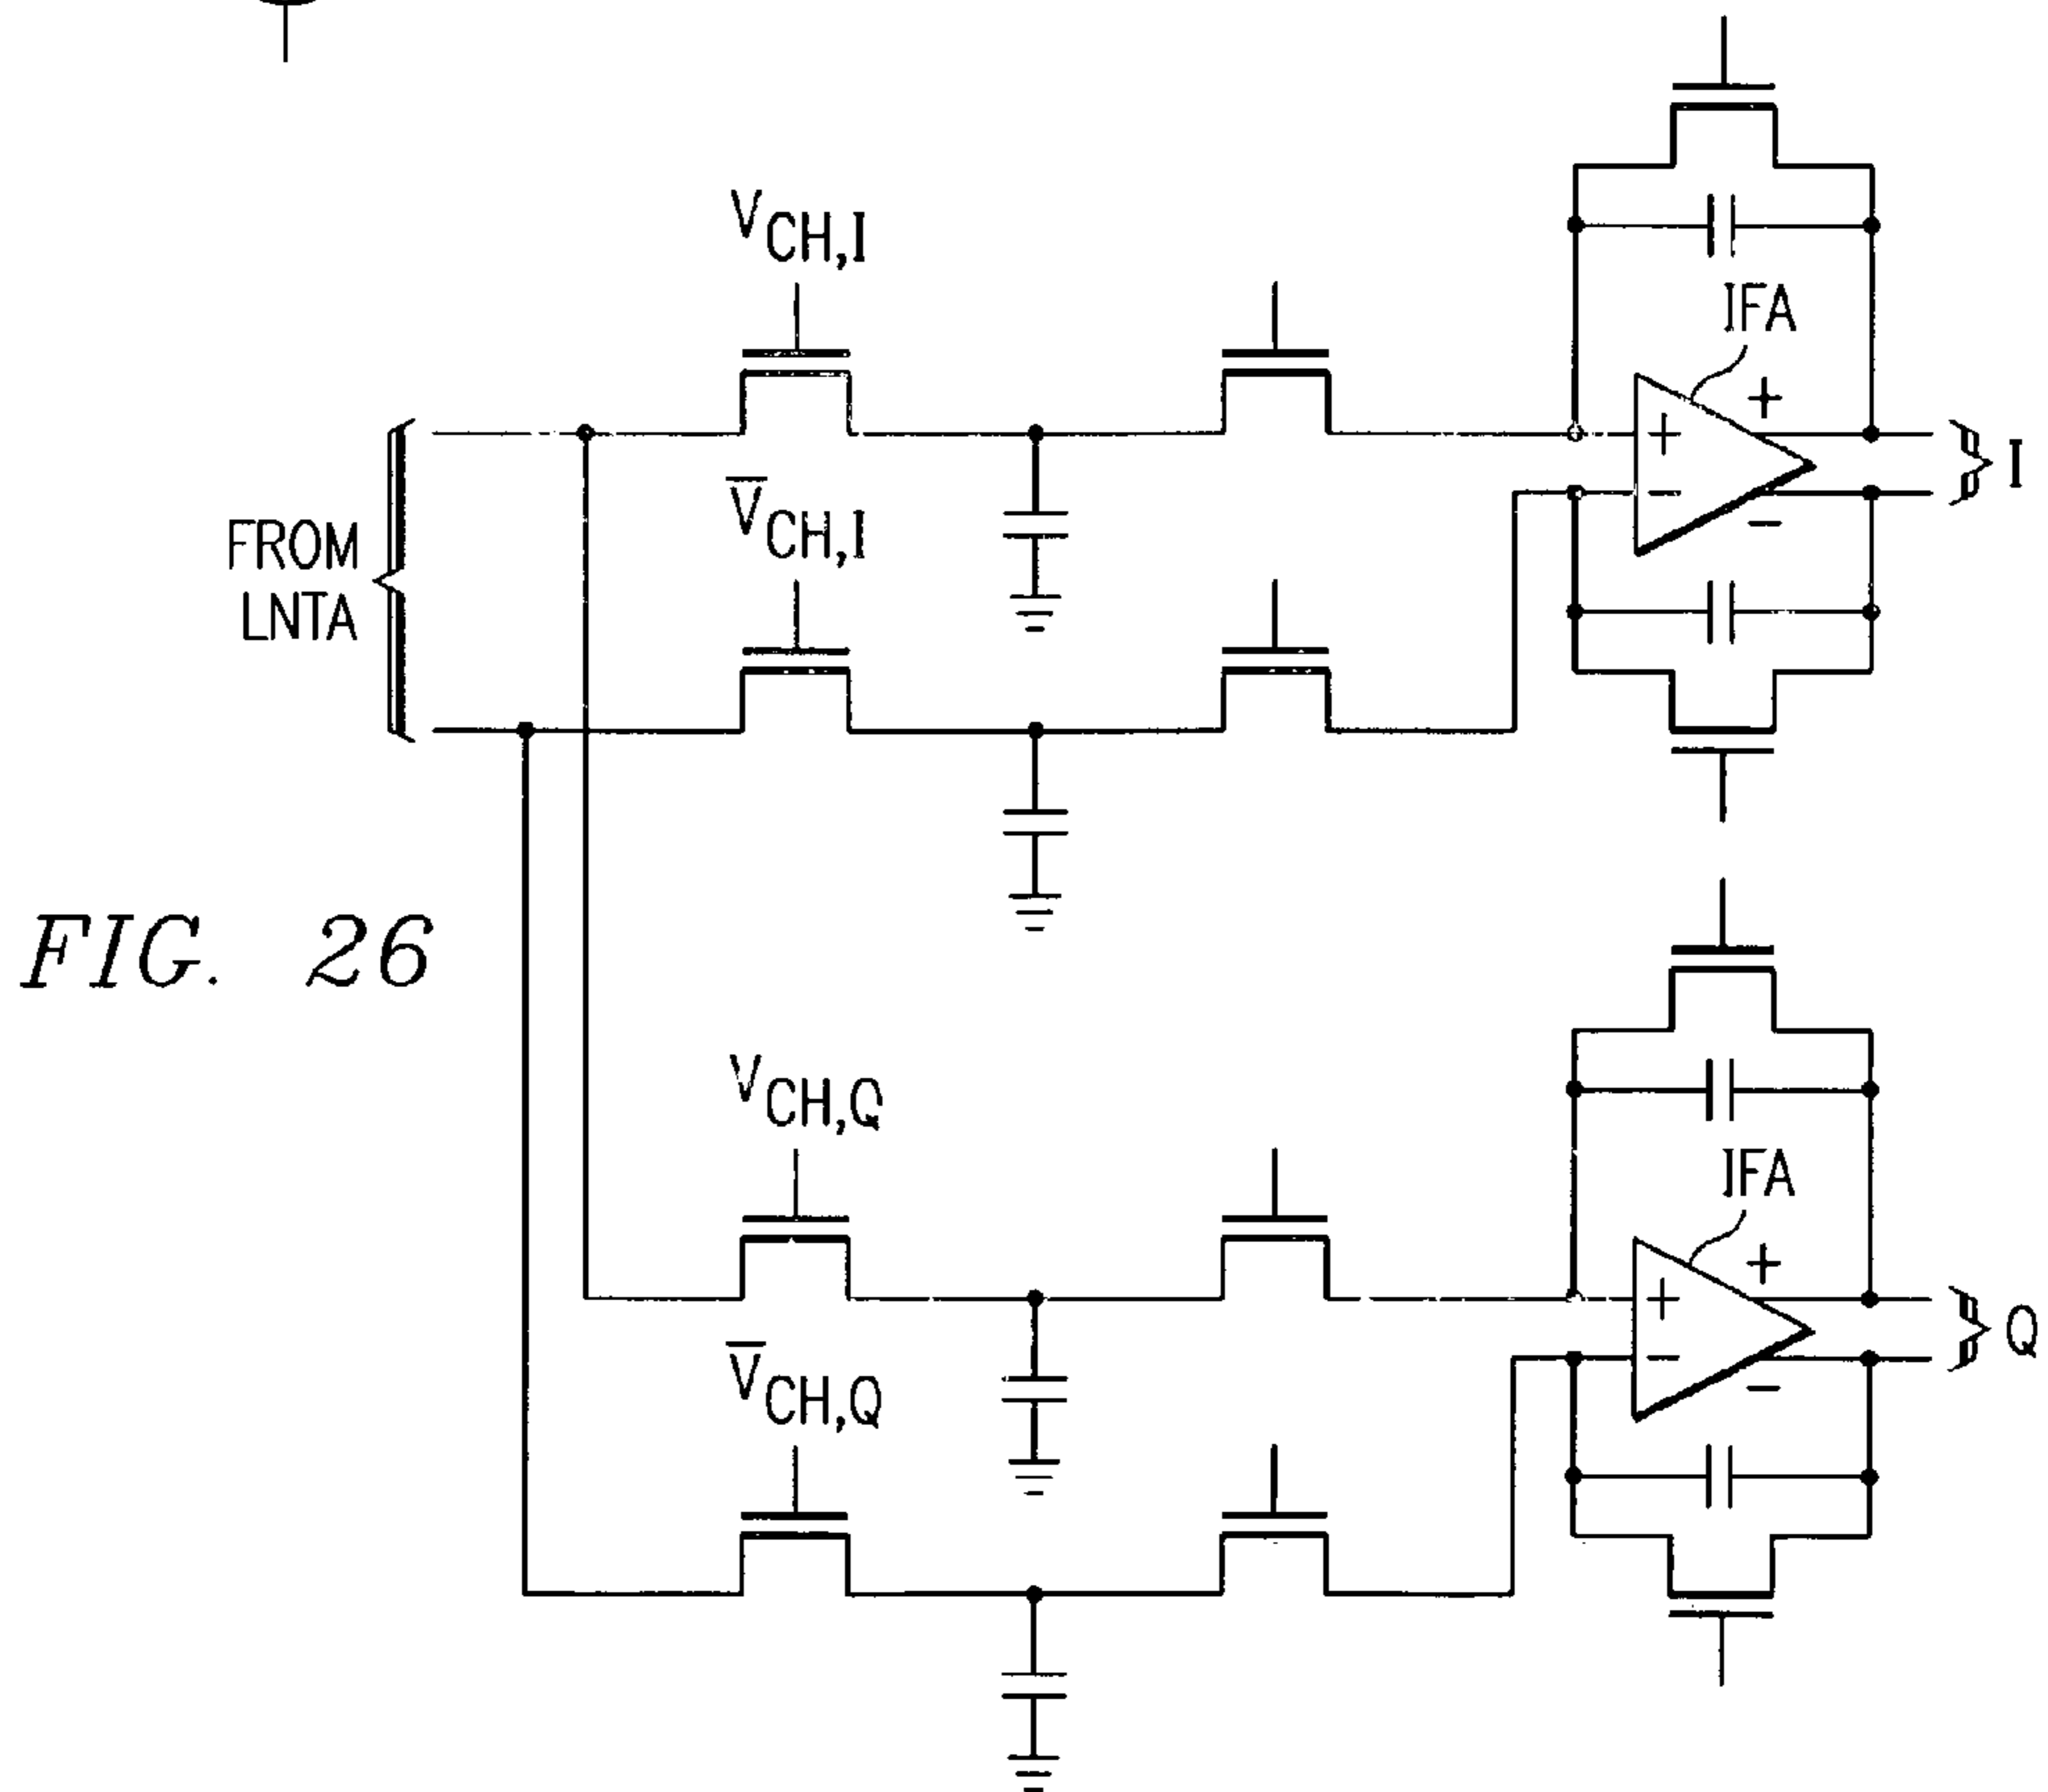 V_CH,I
IFA
+
+
I
V̅_CH,I
−
−
FROM
LNTA
FIG. 26
V_CH,Q
IFA
+
+
Q
V̅_CH,Q
−
−